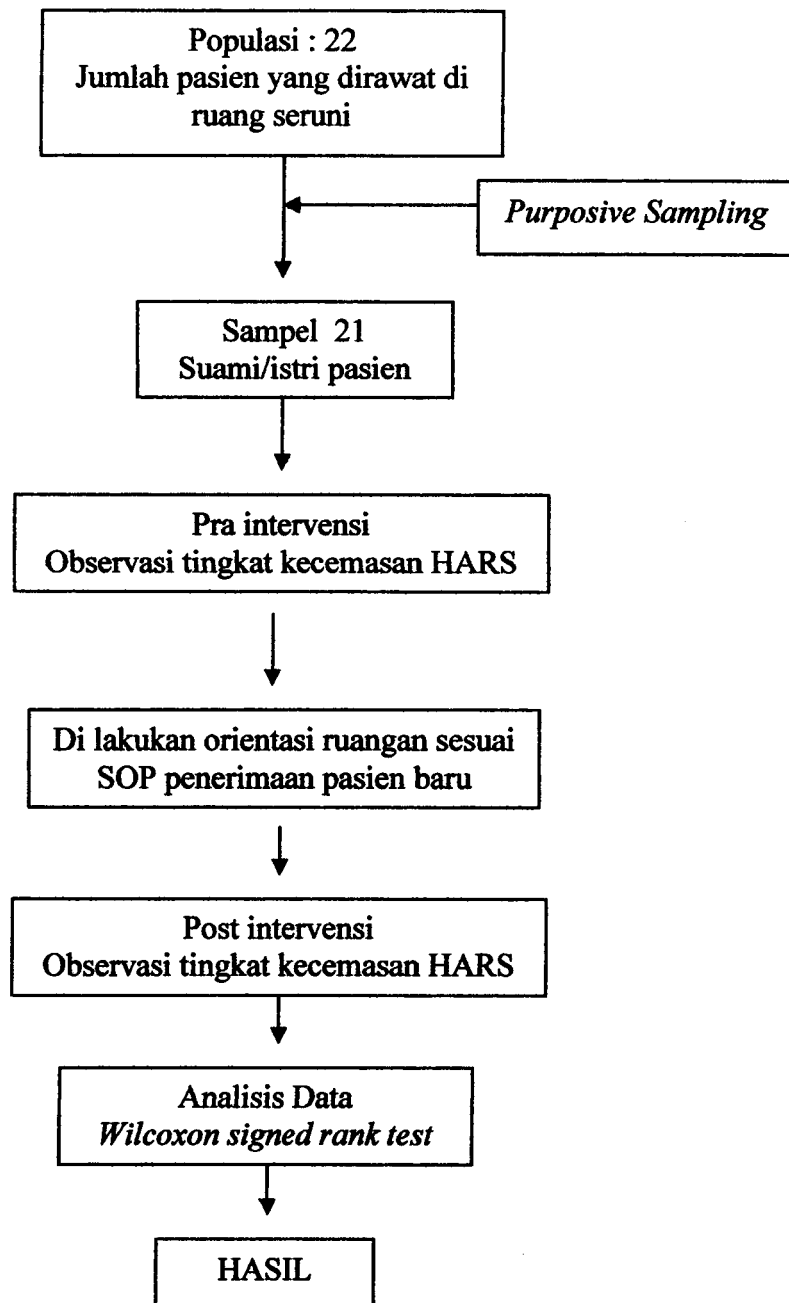 Populasi : 22
Jumlah pasien yang dirawat di
ruang seruni
Purposive Sampling
Sampel 21
Suami/istri pasien
Pra intervensi
Observasi tingkat kecemasan HARS
Di lakukan orientasi ruangan sesuai
SOP penerimaan pasien baru
Post intervensi
Observasi tingkat kecemasan HARS
Analisis Data
Wilcoxon signed rank test
HASIL